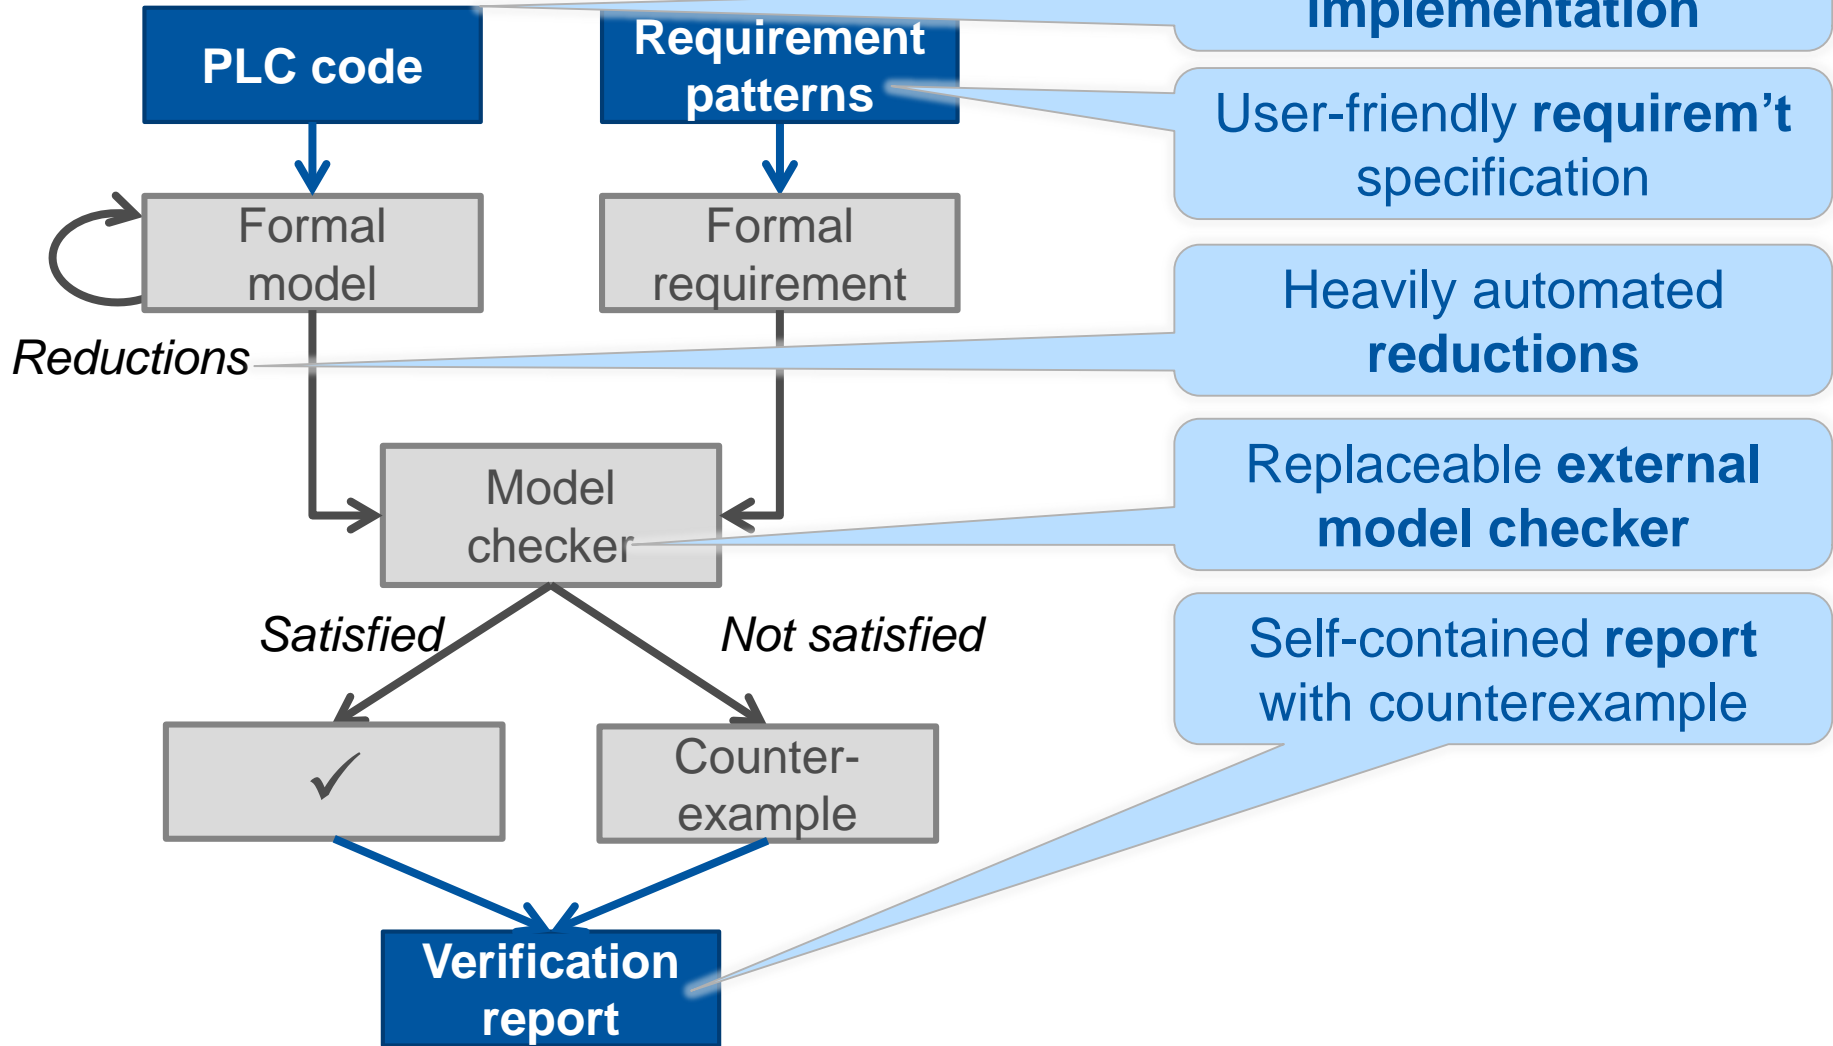 implementation
PLC code
Requirement
patterns
User-friendly requirem’t
specification
Formal
model
Formal
requirement
Heavily automated
reductions
Reductions
Replaceable external
model checker
Model
checker
Satisfied
Not satisfied
Self-contained report
with counterexample
✓
Counter-
example
Verification
report